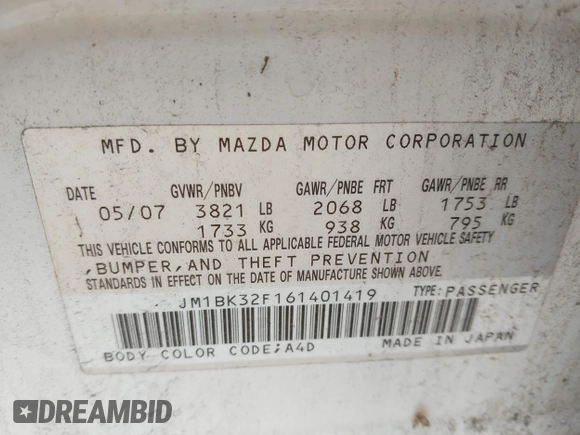 MFD. BY MAZDA MOTOR CORPORATION
DATE GVWR/PNBV GAWR/PNBE FRT GAWR/PNBE RR
05/07 3821 LB 2068 LB 1753 LB
1733 KG 938 KG 795 KG
THIS VEHICLE CONFORMS TO ALL APPLICABLE FEDERAL MOTOR VEHICLE SAFETY
,BUMPER,AND THEFT PREVENTION
STANDARDS IN EFFECT ON THE DATE OF MANUFACTURE SHOWN ABOVE.
JM1BK32F161401419 TYPE:PASSENGER
BODY COLOR CODE;A4D MADE IN JAPAN
DREAMBID